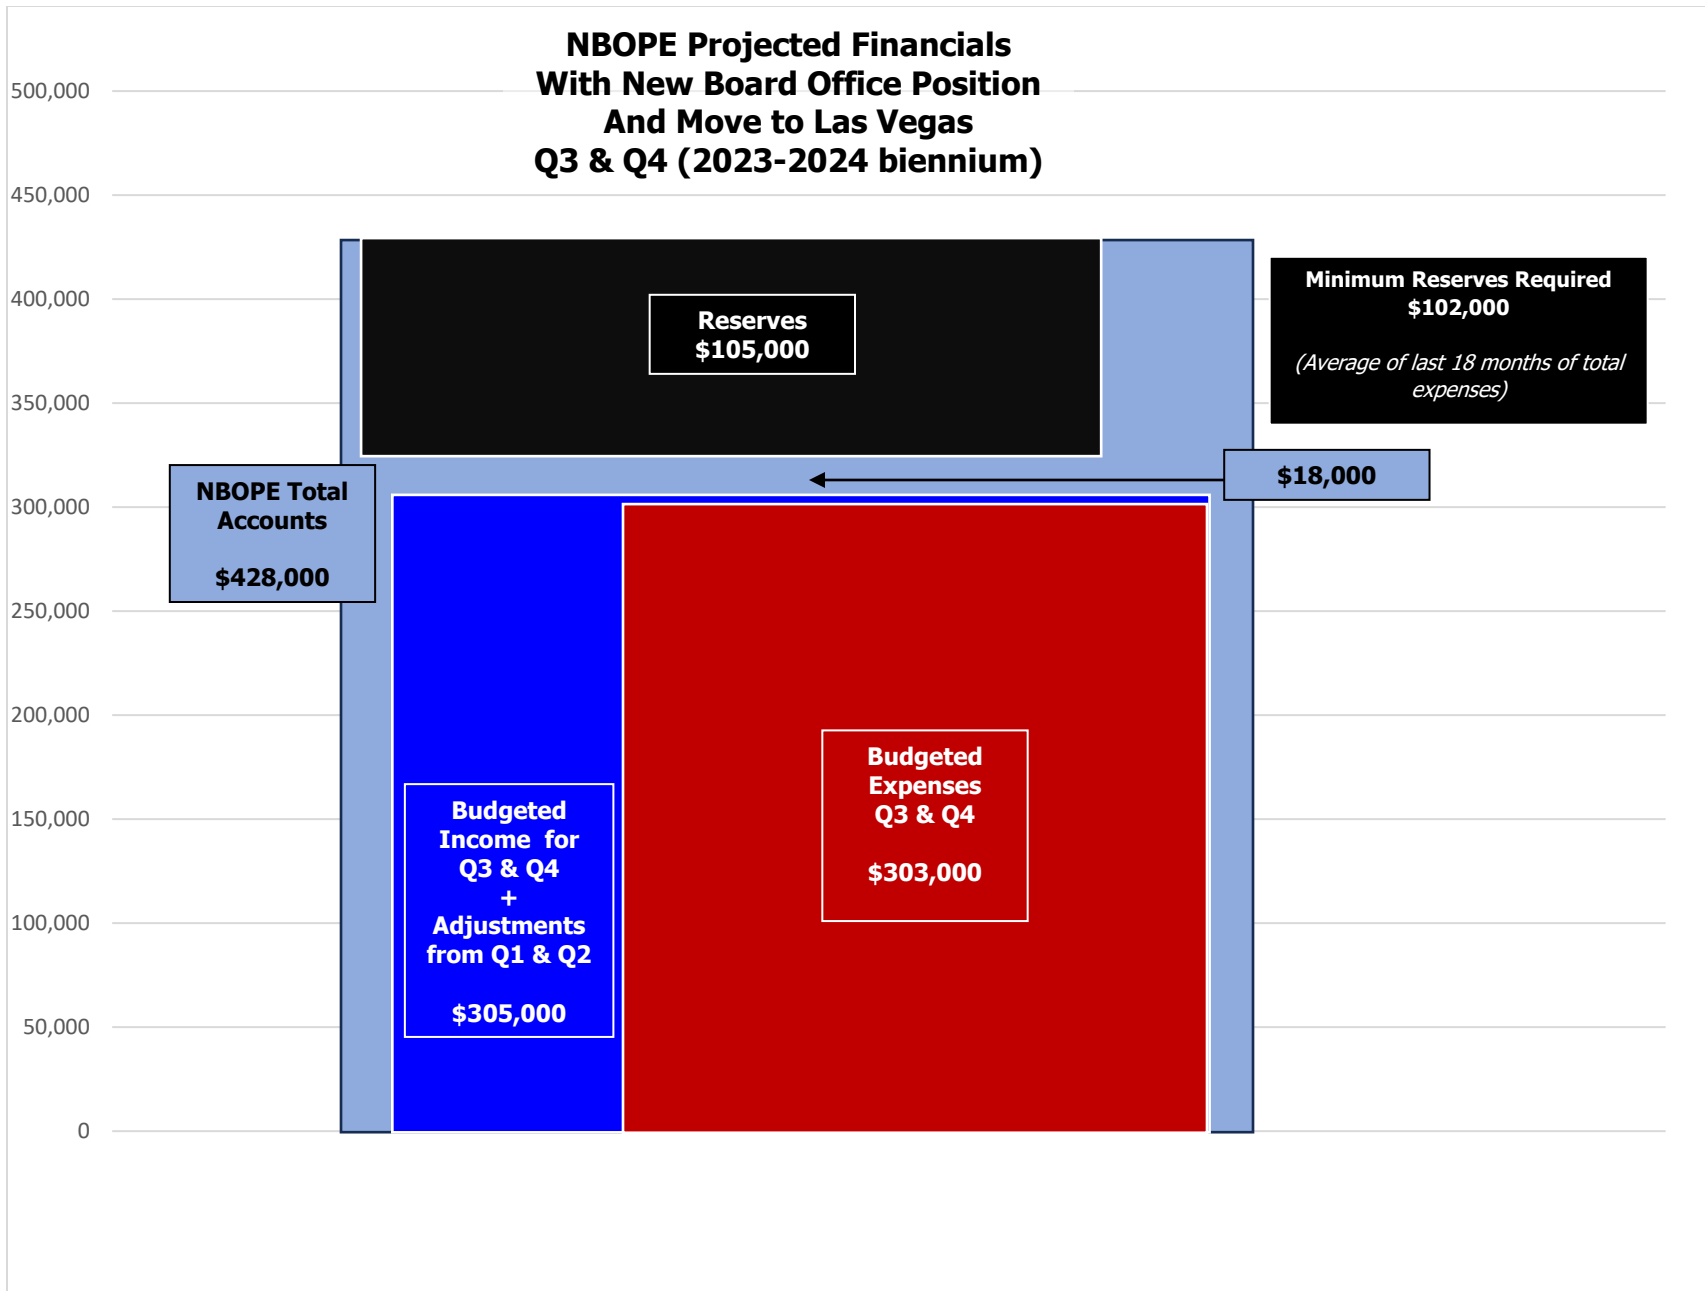 NBOPE Projected Financials
With New Board Office Position
And Move to Las Vegas
Q3 & Q4 (2023-2024 biennium)
500,000
450,000
400,000
350,000
300,000
250,000
200,000
150,000
100,000
50,000
0
Reserves
$105,000
Minimum Reserves Required
$102,000
(Average of last 18 months of total
expenses)
$18,000
NBOPE Total
Accounts
$428,000
Budgeted
Income for
Q3 & Q4
+
Adjustments
from Q1 & Q2
$305,000
Budgeted
Expenses
Q3 & Q4
$303,000